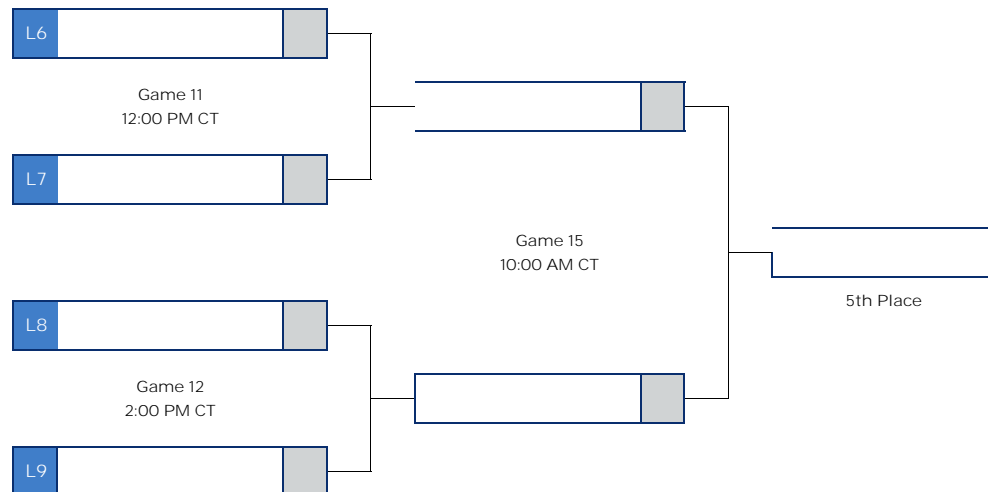 L6
Game 11
12:00 PM CT
L7
Game 15
10:00 AM CT
5th Place
L8
Game 12
2:00 PM CT
L9